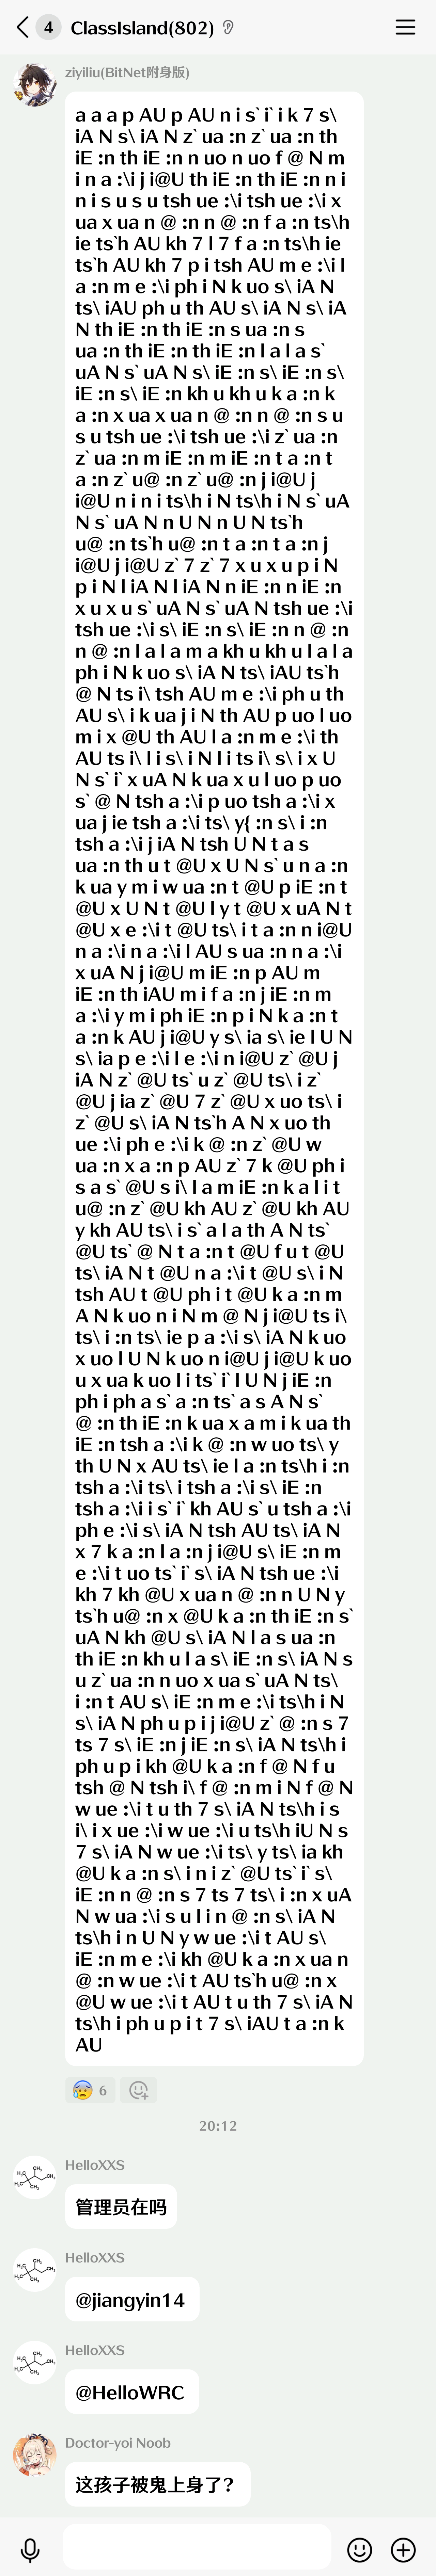 4 ClassIsland(802)
ziyiliu(BitNet附身版)
a a a p AU p AU n i s` i` i k 7 s\
iA N s\ iA N z` ua :n z` ua :n th
iE :n th iE :n n uo n uo f @ N m
i n a :\i j i@U th iE :n th iE :n n i
n i s u s u tsh ue :\i tsh ue :\i x
ua x ua n @ :n n @ :n f a :n ts\h
ie ts`h AU kh 7 l 7 f a :n ts\h ie
ts`h AU kh 7 p i tsh AU m e :\i l
a :n m e :\i ph i N k uo s\ iA N
ts\ iAU ph u th AU s\ iA N s\ iA
N th iE :n th iE :n s ua :n s
ua :n th iE :n th iE :n l a l a s`
uA N s` uA N s\ iE :n s\ iE :n s\
iE :n s\ iE :n kh u kh u k a :n k
a :n x ua x ua n @ :n n @ :n s u
s u tsh ue :\i tsh ue :\i z` ua :n
z` ua :n m iE :n m iE :n t a :n t
a :n z` u@ :n z` u@ :n j i@U j
i@U n i n i ts\h i N ts\h i N s` uA
N s` uA N n U N n U N ts`h
u@ :n ts`h u@ :n t a :n t a :n j
i@U j i@U z` 7 z` 7 x u x u p i N
p i N l iA N l iA N n iE :n n iE :n
x u x u s` uA N s` uA N tsh ue :\i
tsh ue :\i s\ iE :n s\ iE :n n @ :n
n @ :n l a l a m a kh u kh u l a l a
ph i N k uo s\ iA N ts\ iAU ts`h
@ N ts i\ tsh AU m e :\i ph u th
AU s\ i k ua j i N th AU p uo l uo
m i x @U th AU l a :n m e :\i th
AU ts i\ l i s\ i N l i ts i\ s\ i x U
N s` i` x uA N k ua x u l uo p uo
s` @ N tsh a :\i p uo tsh a :\i x
ua j ie tsh a :\i ts\ y{ :n s\ i :n
tsh a :\i j iA N tsh U N t a s
ua :n th u t @U x U N s` u n a :n
k ua y m i w ua :n t @U p iE :n t
@U x U N t @U l y t @U x uA N t
@U x e :\i t @U ts\ i t a :n n i@U
n a :\i n a :\i l AU s ua :n n a :\i
x uA N j i@U m iE :n p AU m
iE :n th iAU m i f a :n j iE :n m
a :\i y m i ph iE :n p i N k a :n t
a :n k AU j i@U y s\ ia s\ ie l U N
s\ ia p e :\i l e :\i n i@U z` @U j
iA N z` @U ts` u z` @U ts\ i z`
@U j ia z` @U 7 z` @U x uo ts\ i
z` @U s\ iA N ts`h A N x uo th
ue :\i ph e :\i k @ :n z` @U w
ua :n x a :n p AU z` 7 k @U ph i
s a s` @U s i\ l a m iE :n k a l i t
u@ :n z` @U kh AU z` @U kh AU
y kh AU ts\ i s` a l a th A N ts`
@U ts` @ N t a :n t @U f u t @U
ts\ iA N t @U n a :\i t @U s\ i N
tsh AU t @U ph i t @U k a :n m
A N k uo n i N m @ N j i@U ts i\
ts\ i :n ts\ ie p a :\i s\ iA N k uo
x uo l U N k uo n i@U j i@U k uo
u x ua k uo l i ts` i` l U N j iE :n
ph i ph a s` a :n ts` a s A N s`
@ :n th iE :n k ua x a m i k ua th
iE :n tsh a :\i k @ :n w uo ts\ y
th U N x AU ts\ ie l a :n ts\h i :n
tsh a :\i ts\ i tsh a :\i s\ iE :n
tsh a :\i i s` i` kh AU s` u tsh a :\i
ph e :\i s\ iA N tsh AU ts\ iA N
x 7 k a :n l a :n j i@U s\ iE :n m
e :\i t uo ts` i` s\ iA N tsh ue :\i
kh 7 kh @U x ua n @ :n n U N y
ts`h u@ :n x @U k a :n th iE :n s`
uA N kh @U s\ iA N l a s ua :n
th iE :n kh u l a s\ iE :n s\ iA N s
u z` ua :n n uo x ua s` uA N ts\
i :n t AU s\ iE :n m e :\i ts\h i N
s\ iA N ph u p i j i@U z` @ :n s 7
ts 7 s\ iE :n j iE :n s\ iA N ts\h i
ph u p i kh @U k a :n f @ N f u
tsh @ N tsh i\ f @ :n m i N f @ N
w ue :\i t u th 7 s\ iA N ts\h i s
i\ i x ue :\i w ue :\i u ts\h iU N s
7 s\ iA N w ue :\i ts\ y ts\ ia kh
@U k a :n s\ i n i z` @U ts` i` s\
iE :n n @ :n s 7 ts 7 ts\ i :n x uA
N w ua :\i s u l i n @ :n s\ iA N
ts\h i n U N y w ue :\i t AU s\
iE :n m e :\i kh @U k a :n x ua n
@ :n w ue :\i t AU ts`h u@ :n x
@U w ue :\i t AU t u th 7 s\ iA N
ts\h i ph u p i t 7 s\ iAU t a :n k
AU
6
20:12
HelloXXS
管理员在吗
HelloXXS
@jiangyin14
HelloXXS
@HelloWRC
Doctor-yoi Noob
这孩子被鬼上身了？